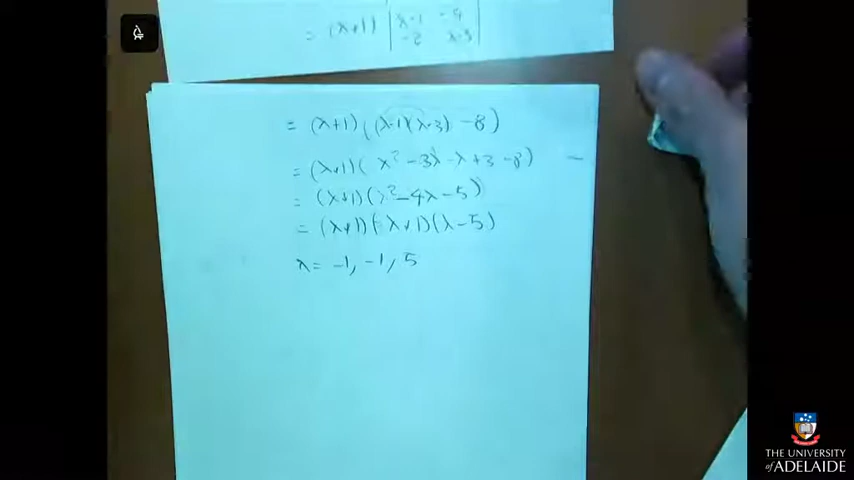 = (λ+1) | λ-1 -4
-2 λ-3 |
= (λ+1) ((λ-1)(λ-3) - 8)
= (λ+1)( λ² - 3λ - λ + 3 - 8)
= (λ+1)(λ² - 4λ - 5)
= (λ+1)(λ+1)(λ-5)
λ = -1, -1, 5
THE UNIVERSITY
of ADELAIDE